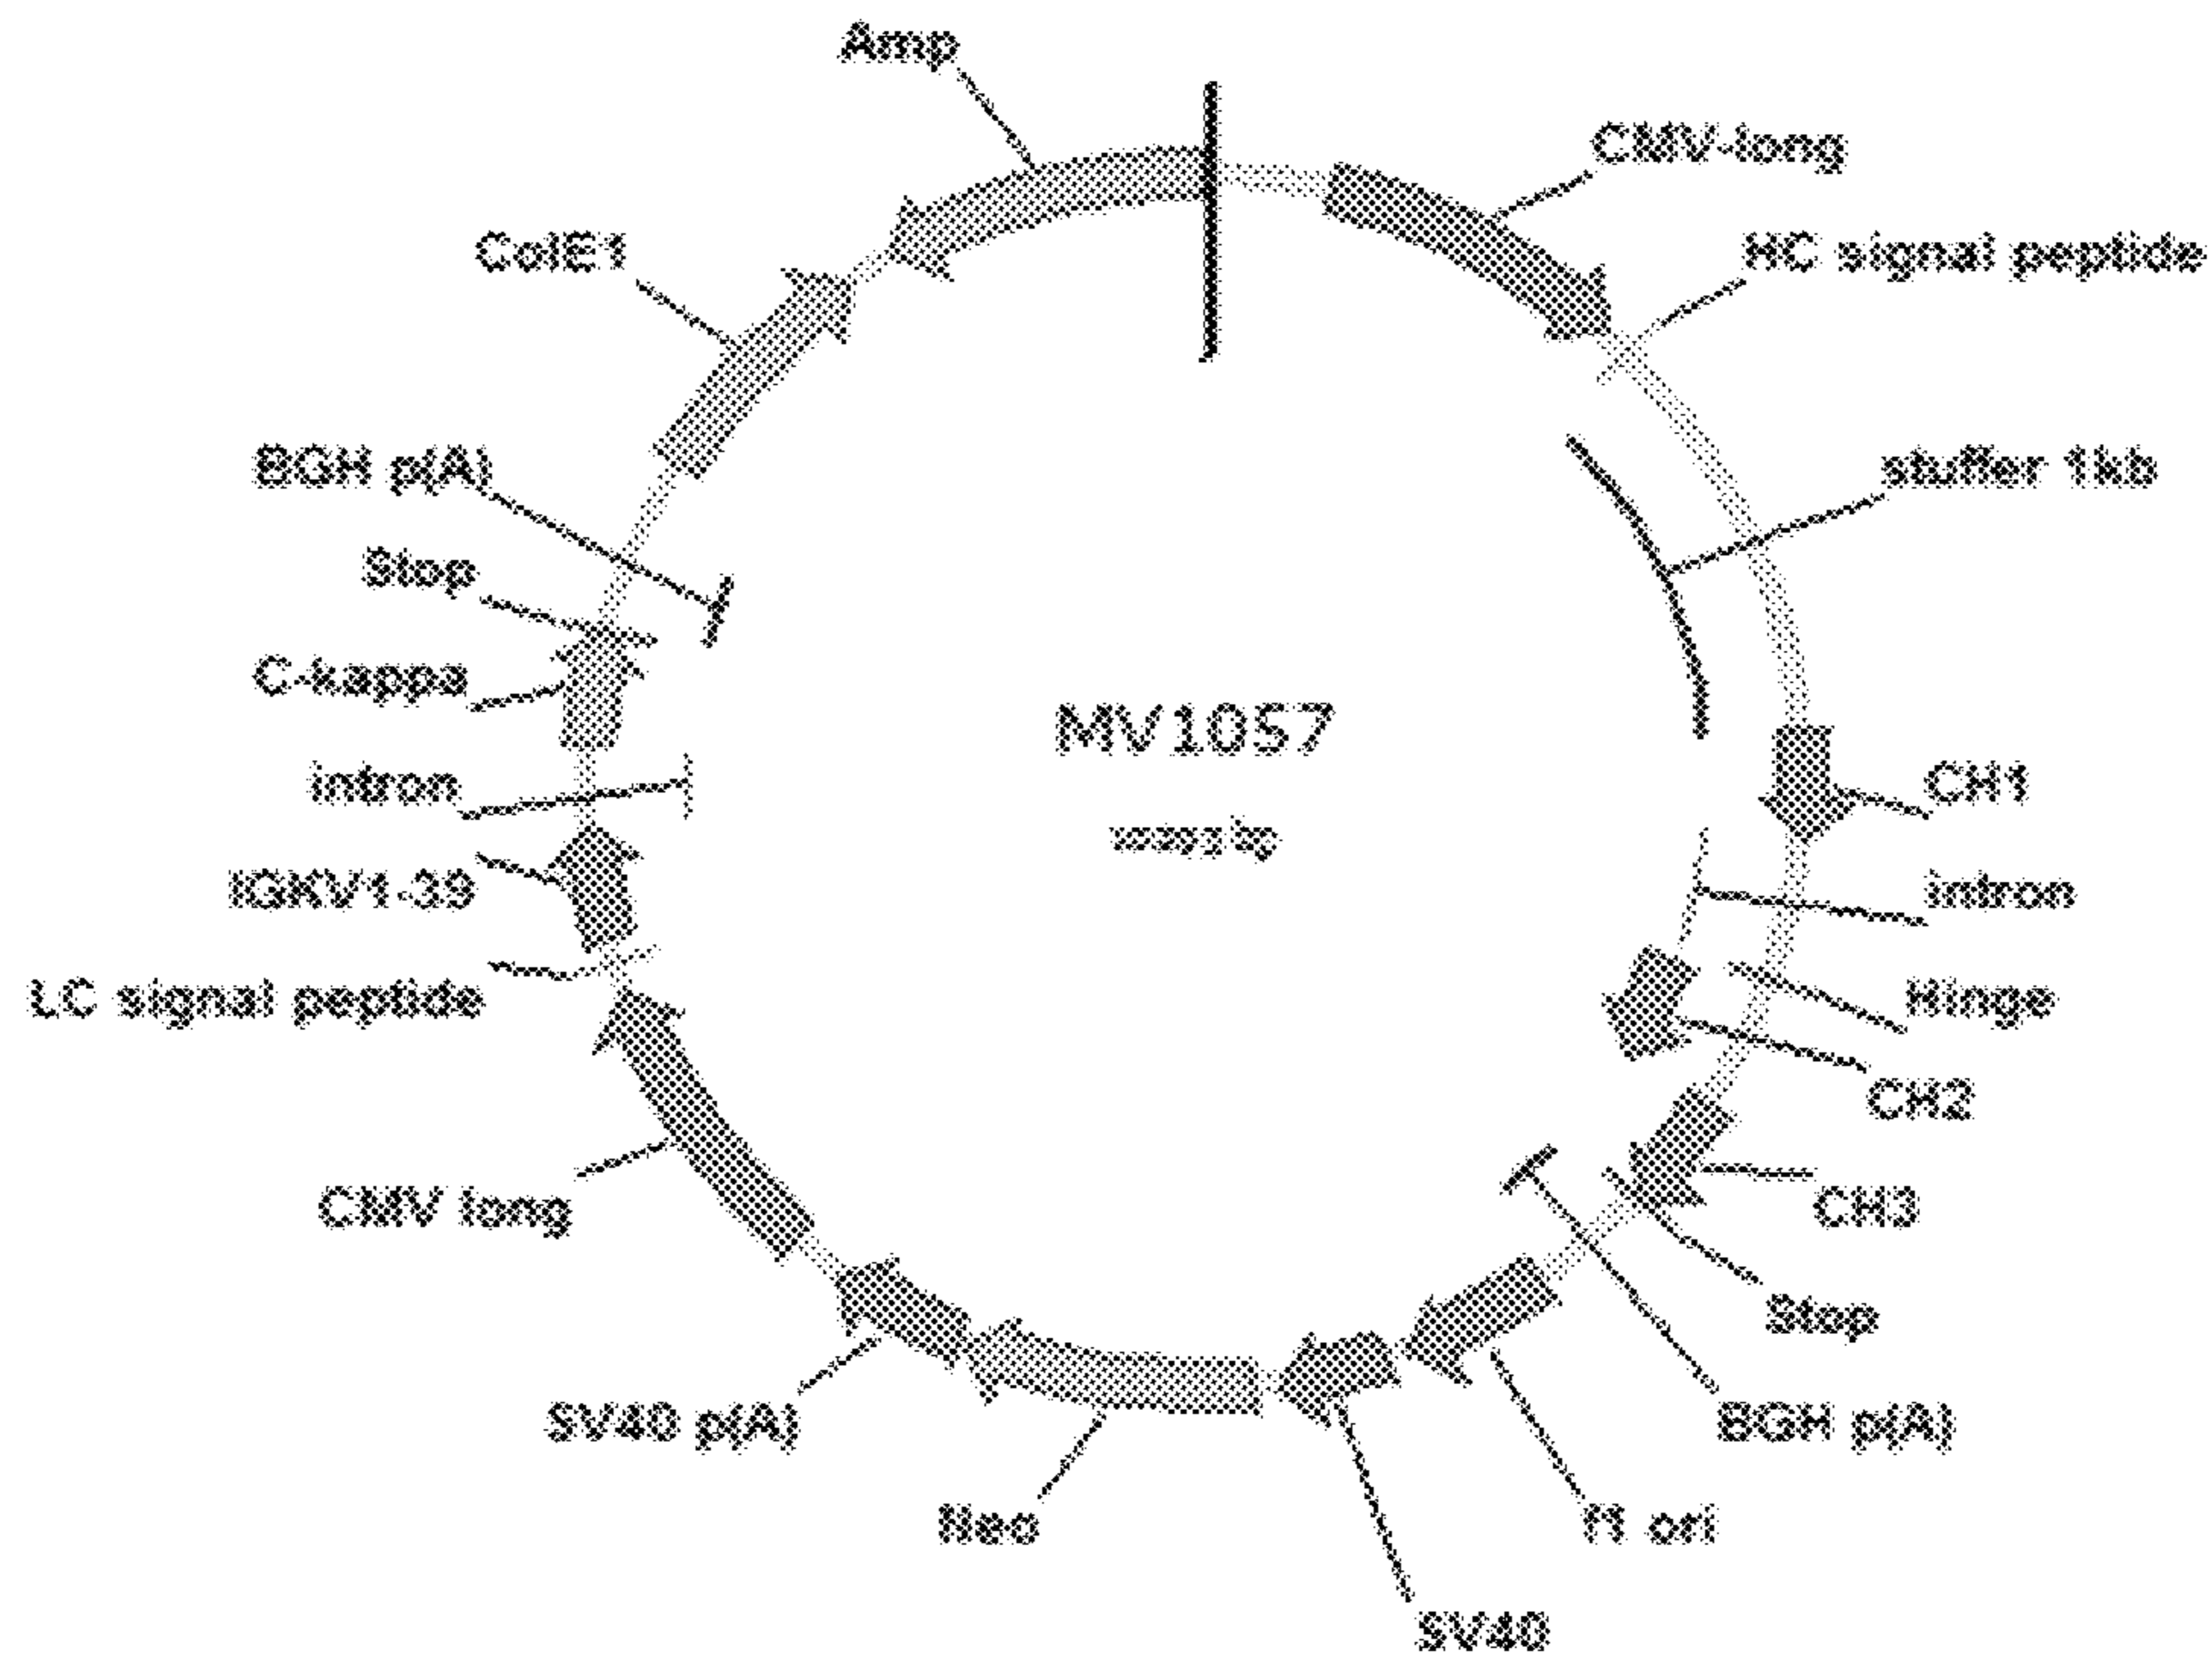 Amp
CMV-long
HC signal peptide
stuffer 1kb
CH1
intron
Hinge
CH2
CH3
Stop
BGH p(A)
f1 ori
SV40
Neo
SV40 p(A)
CMV long
LC signal peptide
IGKV1-39
intron
C-kappa
Stop
BGH p(A)
ColE1
MV1057
bp